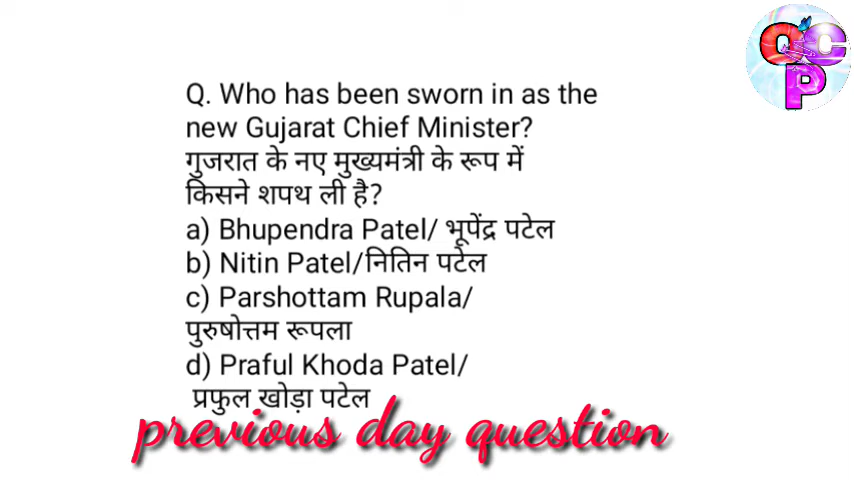 QC
P
Q. Who has been sworn in as the
new Gujarat Chief Minister?
गुजरात के नए मुख्यमंत्री के रूप में
किसने शपथ ली है?
a) Bhupendra Patel/ भूपेंद्र पटेल
b) Nitin Patel/नितिन पटेल
c) Parshottam Rupala/
पुरुषोत्तम रूपला
d) Praful Khoda Patel/
प्रफुल खोड़ा पटेल
previous day question